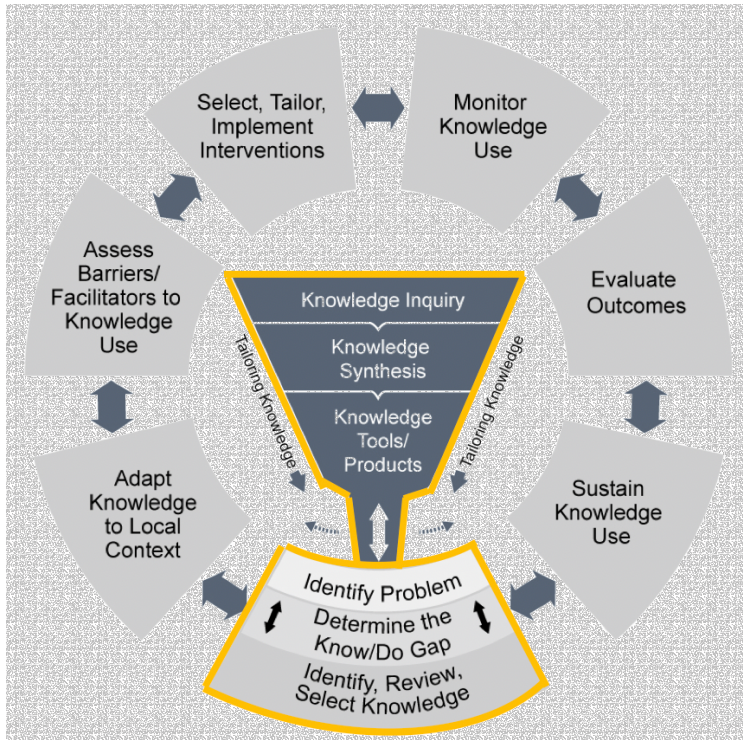 Select, Tailor,
Implement
Interventions
Monitor
Knowledge
Use
Assess
Barriers/
Facilitators to
Knowledge
Use
Evaluate
Outcomes
Knowledge Inquiry
Knowledge
Synthesis
Knowledge
Tools/
Products
Tailoring Knowledge
Tailoring Knowledge
Adapt
Knowledge
to Local
Context
Sustain
Knowledge
Use
Identify Problem
Determine the
Know/Do Gap
Identify, Review,
Select Knowledge